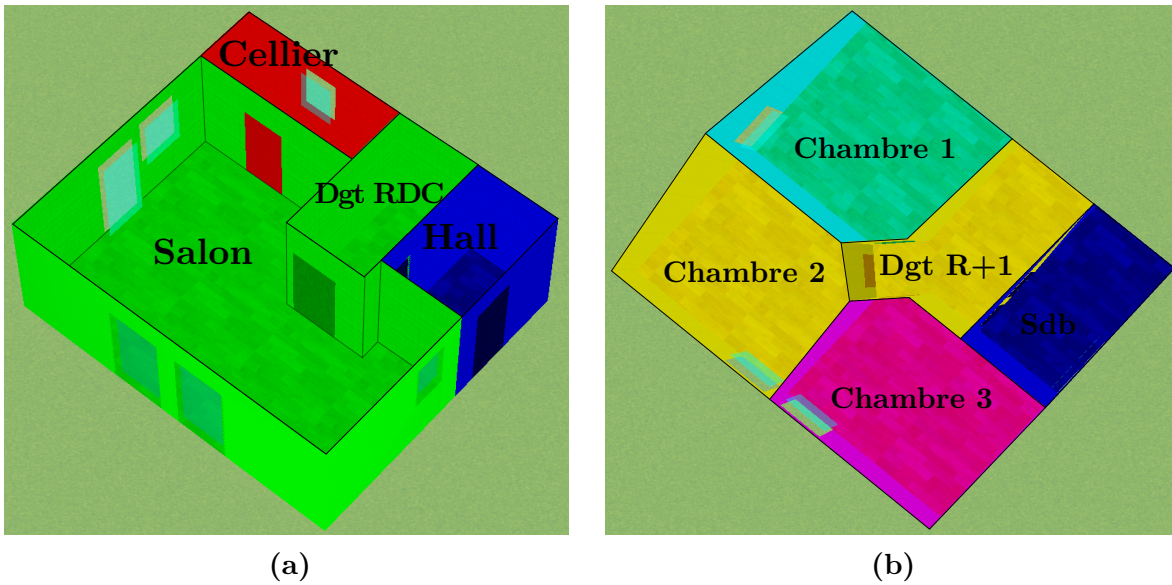 Cellier
Dgt RDC
Hall
Salon
(a)
Chambre 1
Chambre 2
Dgt R+1
Sdb
Chambre 3
(b)